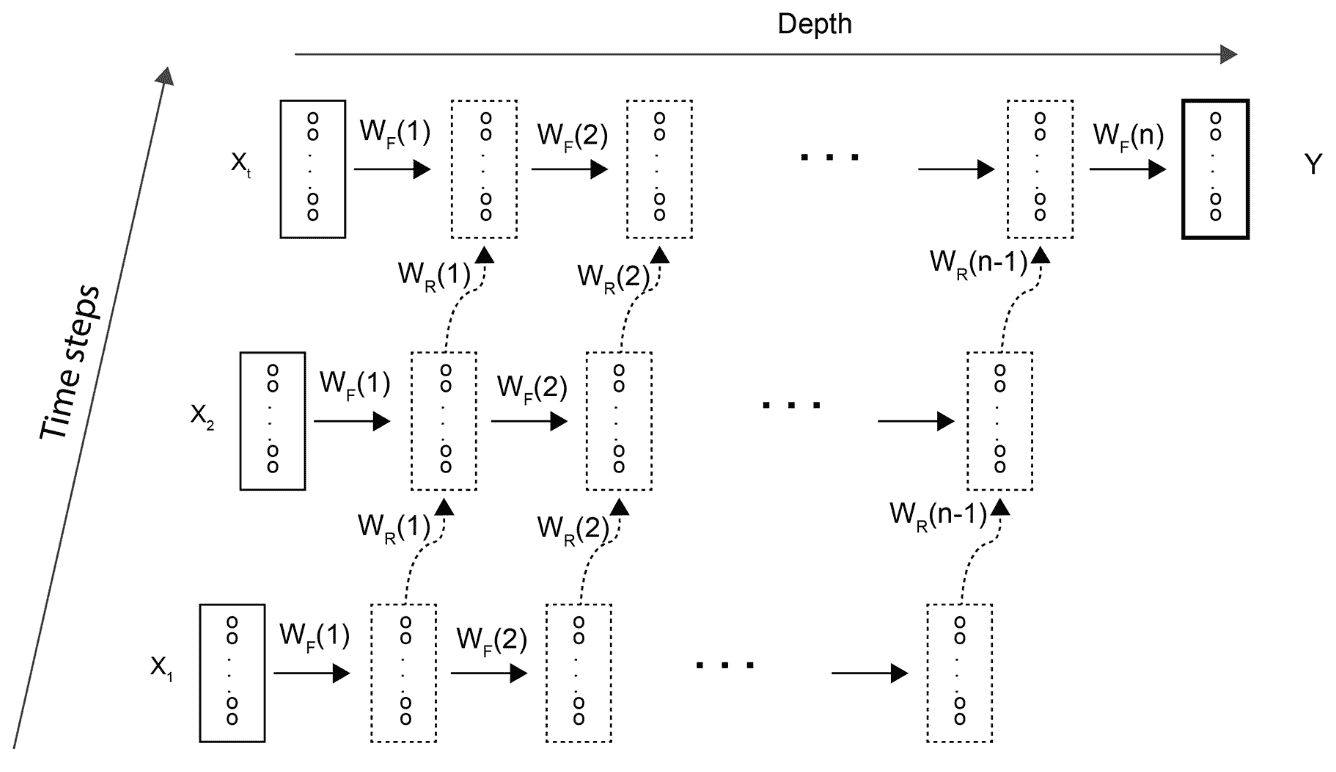 Depth
Time steps
X_t W_F(1) W_F(2) . . . W_F(n) Y
W_R(1) W_R(2) W_R(n-1)
X_2 W_F(1) W_F(2) . . .
W_R(1) W_R(2) W_R(n-1)
X_1 W_F(1) W_F(2) . . .